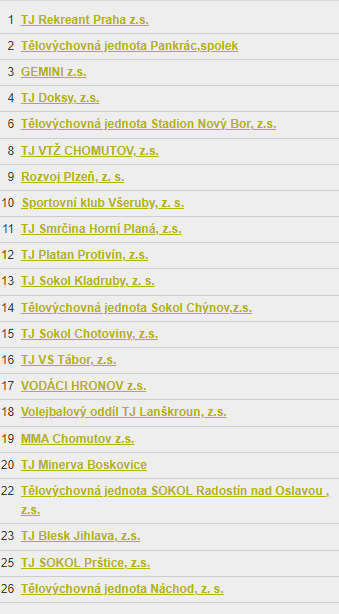 1 TJ Rekreant Praha z.s.
2 Tělovýchovná jednota Pankrác,spolek
3 GEMINI z.s.
4 TJ Doksy, z.s.
6 Tělovýchovná jednota Stadion Nový Bor, z.s.
8 TJ VTŽ CHOMUTOV, z.s.
9 Rozvoj Plzeň, z. s.
10 Sportovní klub Všeruby, z. s.
11 TJ Smrčina Horní Planá, z.s.
12 TJ Platan Protivín, z.s.
13 TJ Sokol Kladruby, z. s.
14 Tělovýchovná jednota Sokol Chýnov,z.s.
15 TJ Sokol Chotoviny, z.s.
16 TJ VS Tábor, z.s.
17 VODÁCI HRONOV z.s.
18 Volejbalový oddíl TJ Lanškroun, z.s.
19 MMA Chomutov z.s.
20 TJ Minerva Boskovice
22 Tělovýchovná jednota SOKOL Radostín nad Oslavou ,
z.s.
23 TJ Blesk Jihlava, z.s.
25 TJ SOKOL Prštice, z.s.
26 Tělovýchovná jednota Náchod, z. s.